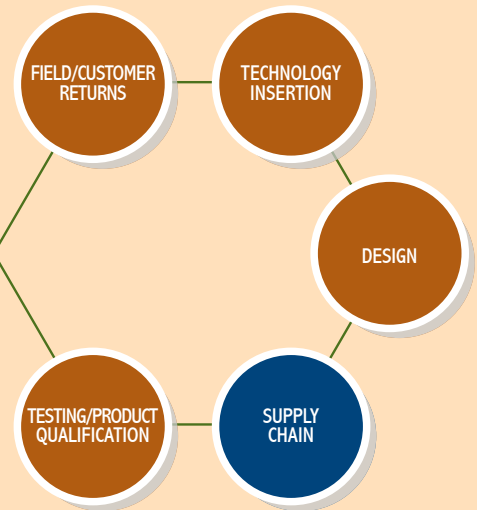 FIELD/CUSTOMER
RETURNS
TECHNOLOGY
INSERTION
DESIGN
TESTING/PRODUCT
QUALIFICATION
SUPPLY
CHAIN